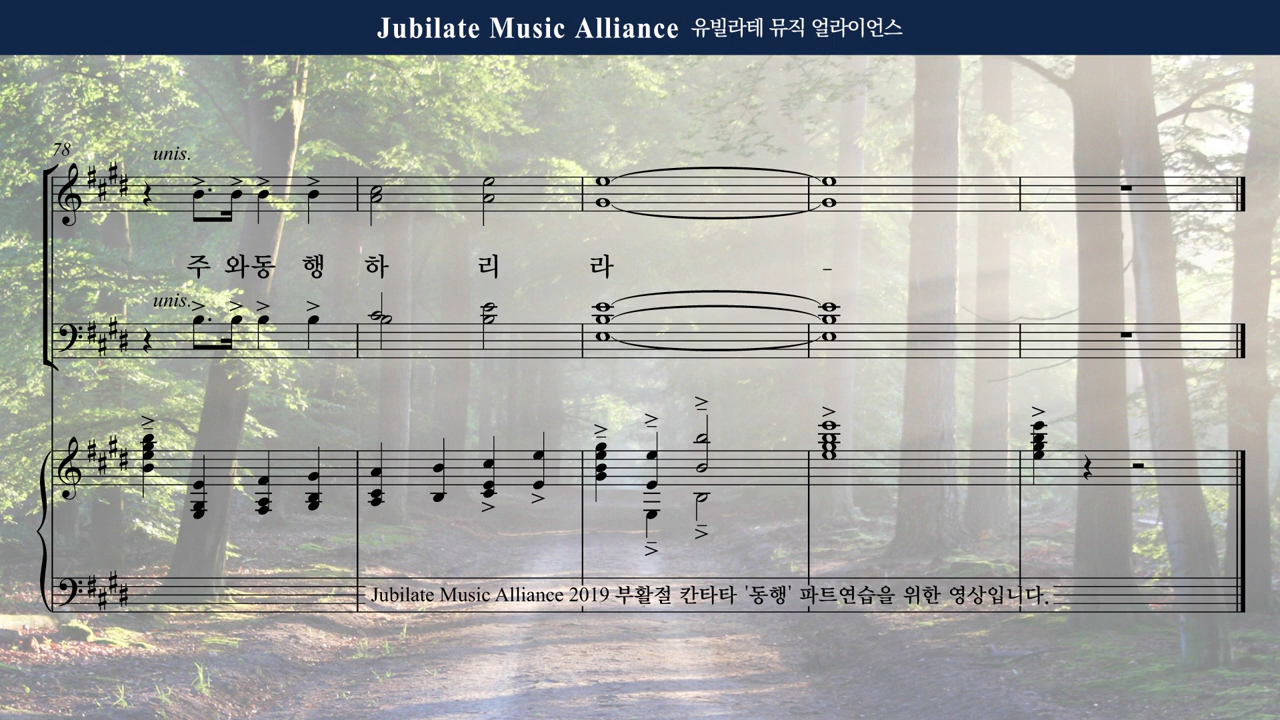 Jubilate Music Alliance 유빌라테 뮤직 얼라이언스
78
unis.
주 와동 행 하 리 라 -
unis.
Jubilate Music Alliance 2019 부활절 칸타타 '동행' 파트연습을 위한 영상입니다.